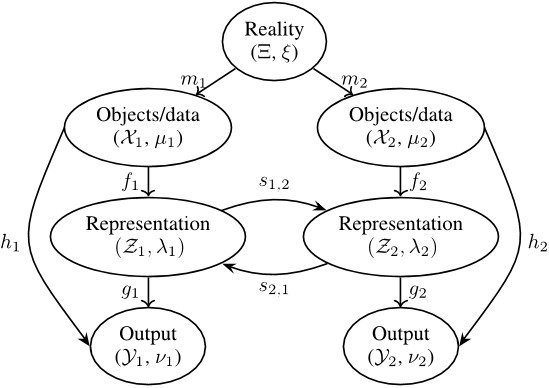 Reality
(Ξ, ξ)
m₁ m₂
Objects/data Objects/data
(𝒳₁, μ₁) (𝒳₂, μ₂)
f₁ s₁,₂ f₂
Representation Representation
(𝒵₁, λ₁) (𝒵₂, λ₂)
h₁ h₂
g₁ s₂,₁ g₂
Output Output
(𝒴₁, ν₁) (𝒴₂, ν₂)